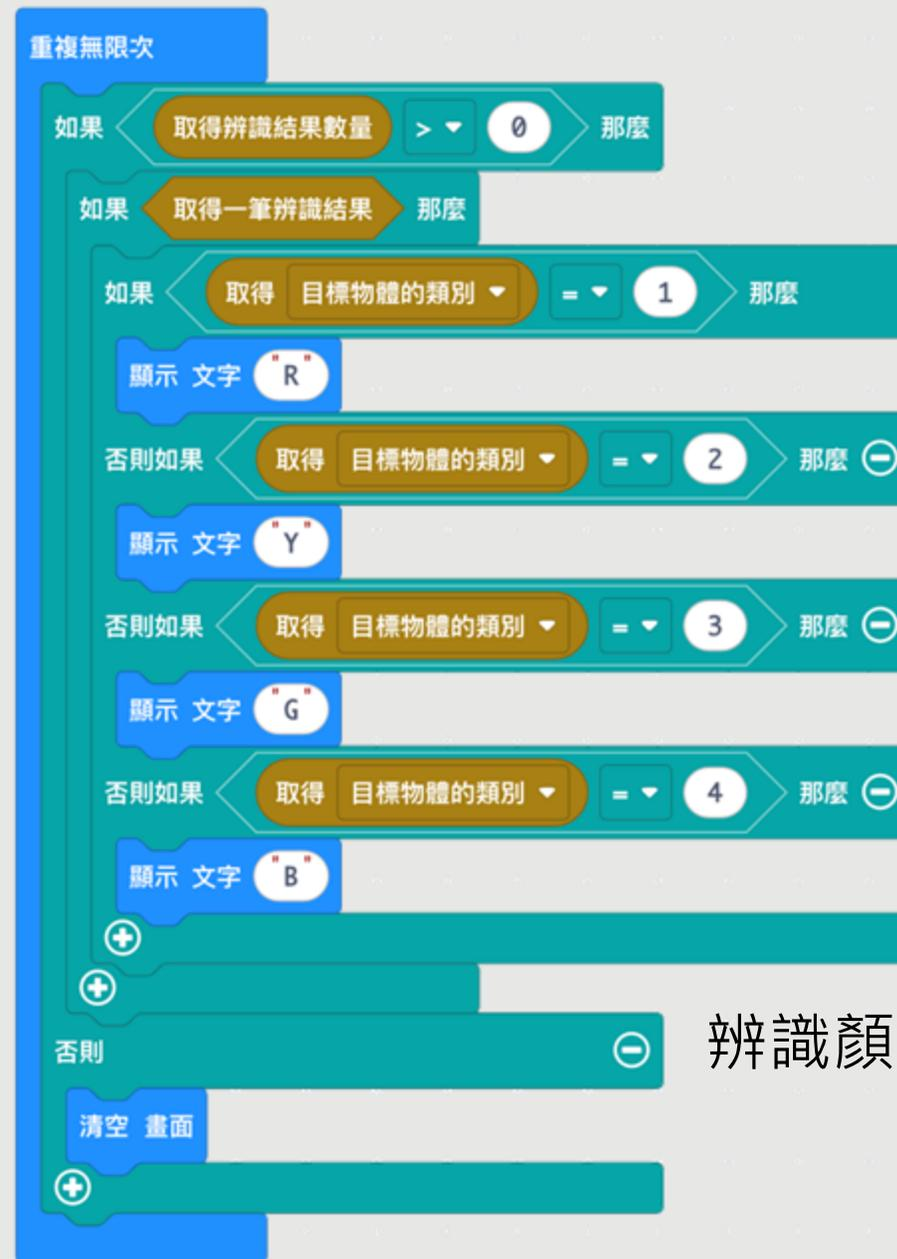 重複無限次
如果 取得辨識結果數量 > 0 那麼
如果 取得一筆辨識結果 那麼
如果 取得 目標物體的類別 = 1 那麼
顯示 文字 "R"
否則如果 取得 目標物體的類別 = 2 那麼
顯示 文字 "Y"
否則如果 取得 目標物體的類別 = 3 那麼
顯示 文字 "G"
否則如果 取得 目標物體的類別 = 4 那麼
顯示 文字 "B"
否則
辨識顏
清空 畫面